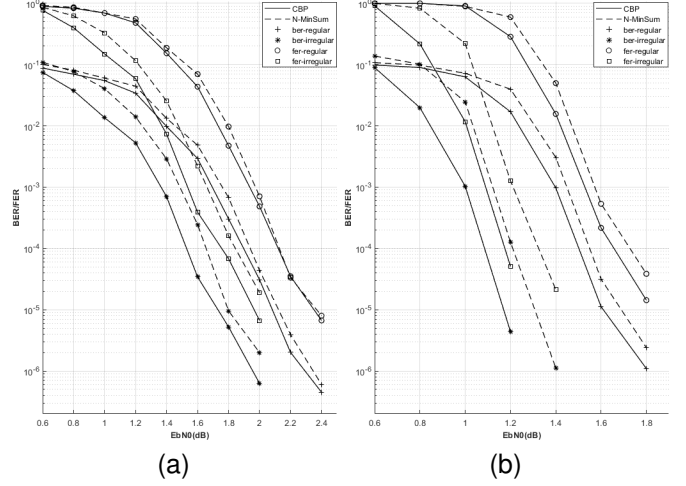 10^0
10^-1
10^-2
10^-3
10^-4
10^-5
10^-6
BER/FER
0.6 0.8 1 1.2 1.4 1.6 1.8 2 2.2 2.4
EbN0(dB)
CBP
N-MinSum
ber-regular
ber-irregular
fer-regular
fer-irregular
(a)
10^0
10^-1
10^-2
10^-3
10^-4
10^-5
10^-6
BER/FER
0.6 0.8 1 1.2 1.4 1.6 1.8
EbN0(dB)
CBP
N-MinSum
ber-regular
ber-irregular
fer-regular
fer-irregular
(b)